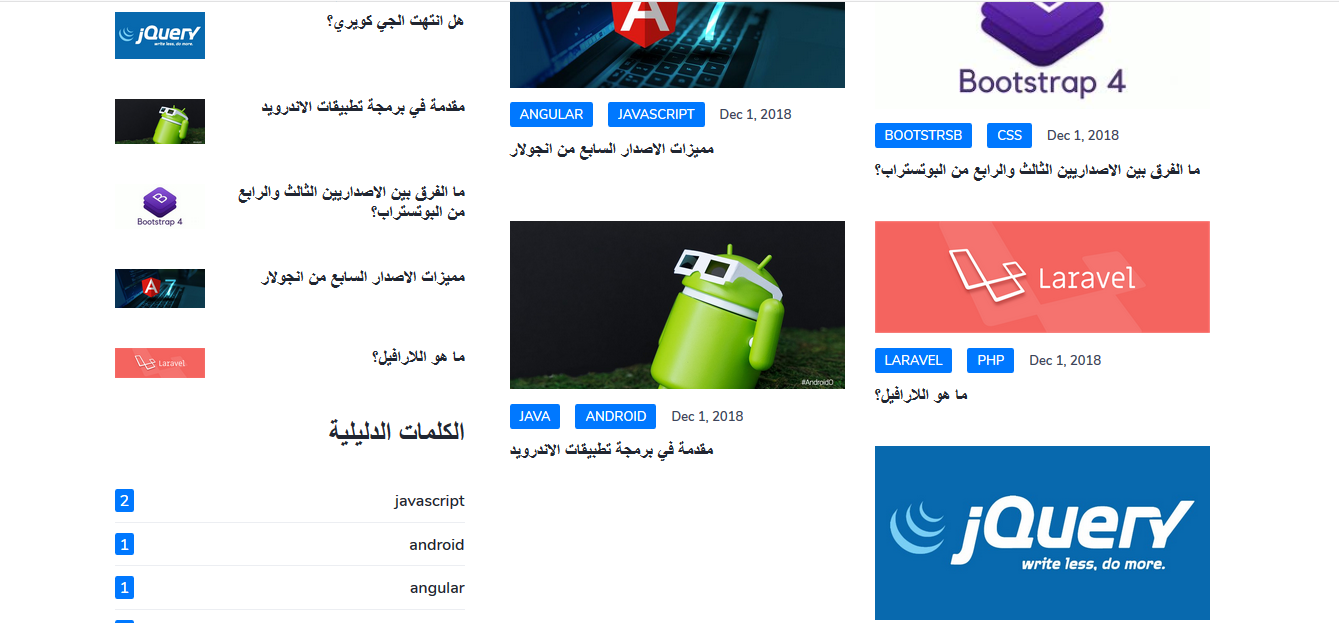 Bootstrap 4
BOOTSTRSB CSS Dec 1, 2018
ما الفرق بين الاصداريين الثالث والرابع من البوتستراب؟
Laravel
LARAVEL PHP Dec 1, 2018
ما هو اللارافيل؟
jQuery
write less, do more.
A
ANGULAR JAVASCRIPT Dec 1, 2018
مميزات الاصدار السابع من انجولار
#AndroidO
JAVA ANDROID Dec 1, 2018
مقدمة في برمجة تطبيقات الاندرويد
هل انتهت الجي كويري؟
jQuery
write less, do more.
مقدمة في برمجة تطبيقات الاندرويد
ما الفرق بين الاصداريين الثالث والرابع
من البوتستراب؟
B
Bootstrap 4
مميزات الاصدار السابع من انجولار
A 7
ما هو اللارافيل؟
Laravel
الكلمات الدليلية
javascript 2
android 1
angular 1